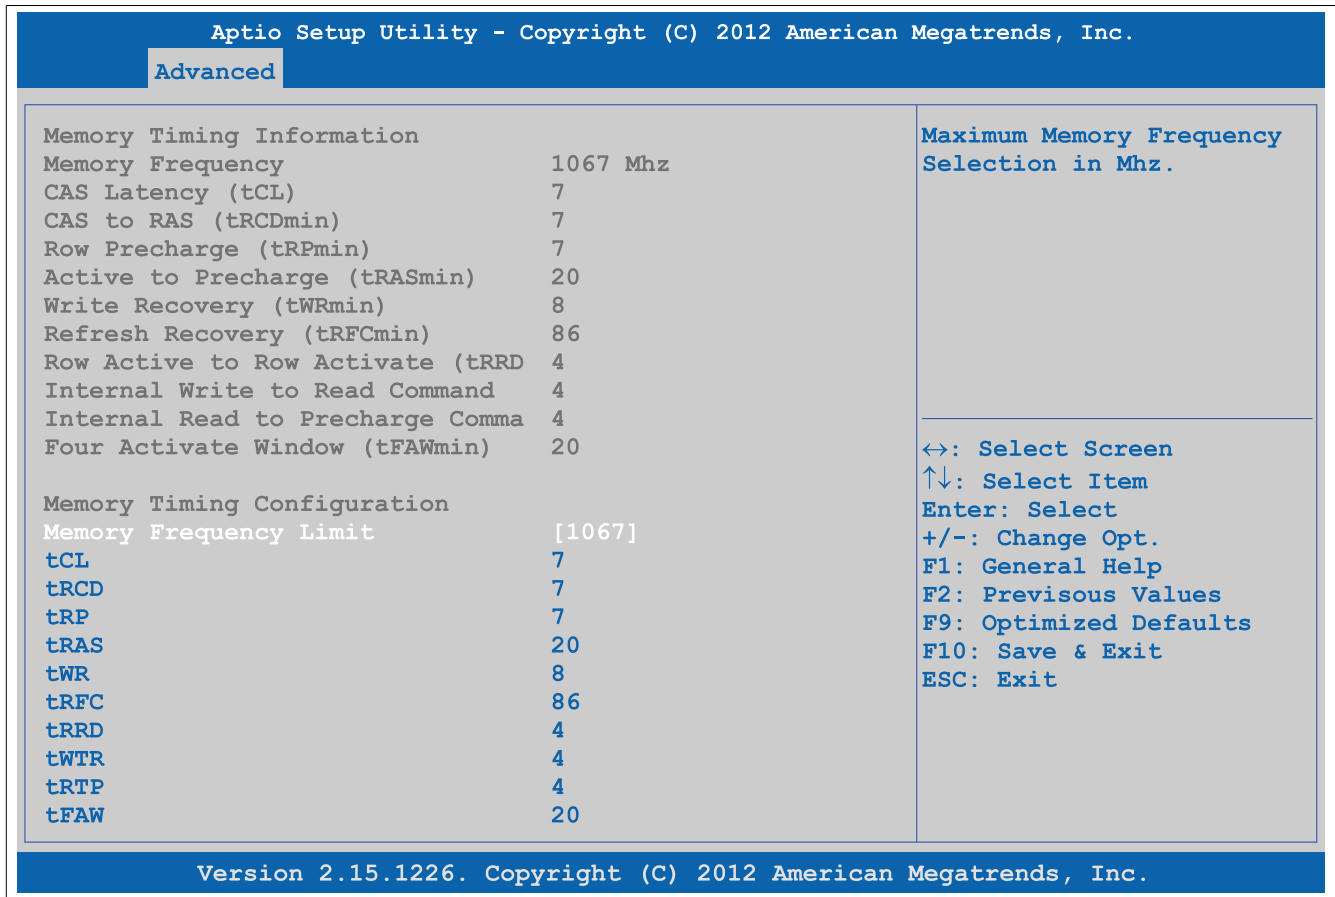 Aptio Setup Utility - Copyright (C) 2012 American Megatrends, Inc.
Advanced
Memory Timing Information
Memory Frequency 1067 Mhz
CAS Latency (tCL) 7
CAS to RAS (tRCDmin) 7
Row Precharge (tRPmin) 7
Active to Precharge (tRASmin) 20
Write Recovery (tWRmin) 8
Refresh Recovery (tRFCmin) 86
Row Active to Row Activate (tRRD 4
Internal Write to Read Command 4
Internal Read to Precharge Comma 4
Four Activate Window (tFAWmin) 20
Memory Timing Configuration
Memory Frequency Limit [1067]
tCL 7
tRCD 7
tRP 7
tRAS 20
tWR 8
tRFC 86
tRRD 4
tWTR 4
tRTP 4
tFAW 20
Maximum Memory Frequency
Selection in Mhz.
↔: Select Screen
↑↓: Select Item
Enter: Select
+/-: Change Opt.
F1: General Help
F2: Previsous Values
F9: Optimized Defaults
F10: Save & Exit
ESC: Exit
Version 2.15.1226. Copyright (C) 2012 American Megatrends, Inc.